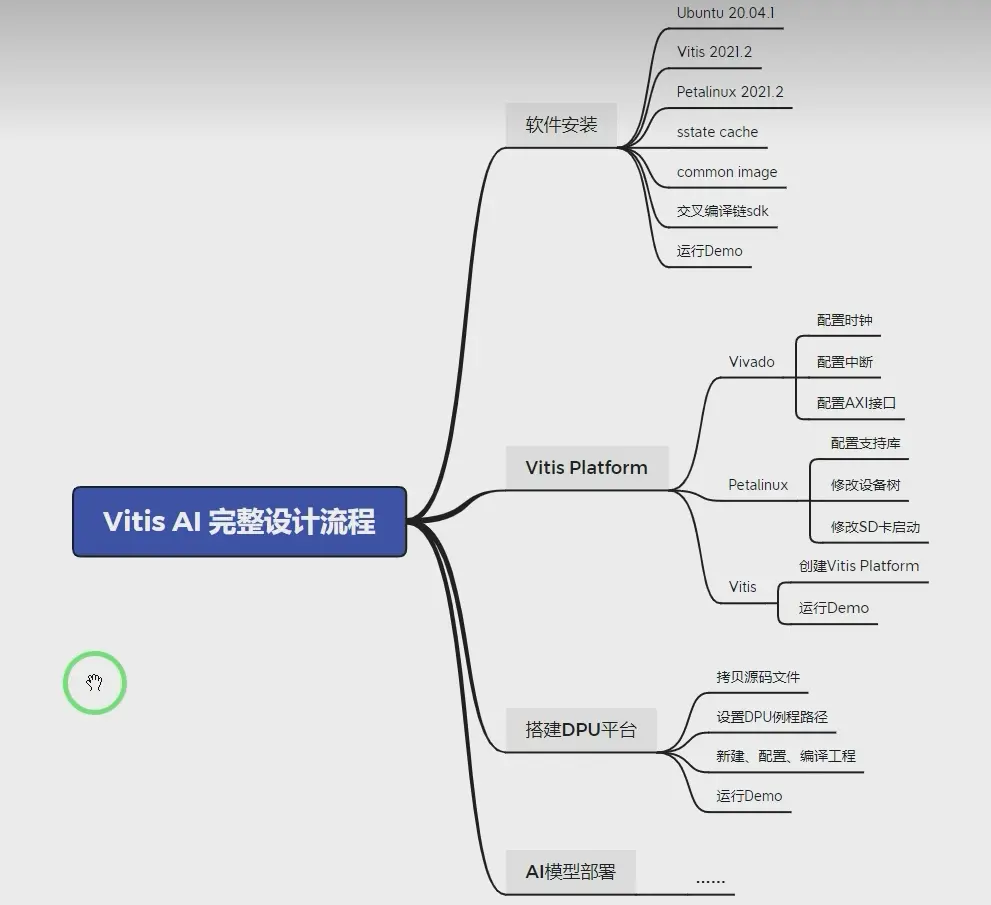 Vitis AI 完整设计流程
软件安装
Ubuntu 20.04.1
Vitis 2021.2
Petalinux 2021.2
sstate cache
common image
交叉编译链sdk
运行Demo
Vitis Platform
Vivado
配置时钟
配置中断
配置AXI接口
Petalinux
配置支持库
修改设备树
修改SD卡启动
Vitis
创建Vitis Platform
运行Demo
搭建DPU平台
拷贝源码文件
设置DPU例程路径
新建、配置、编译工程
运行Demo
AI模型部署
......